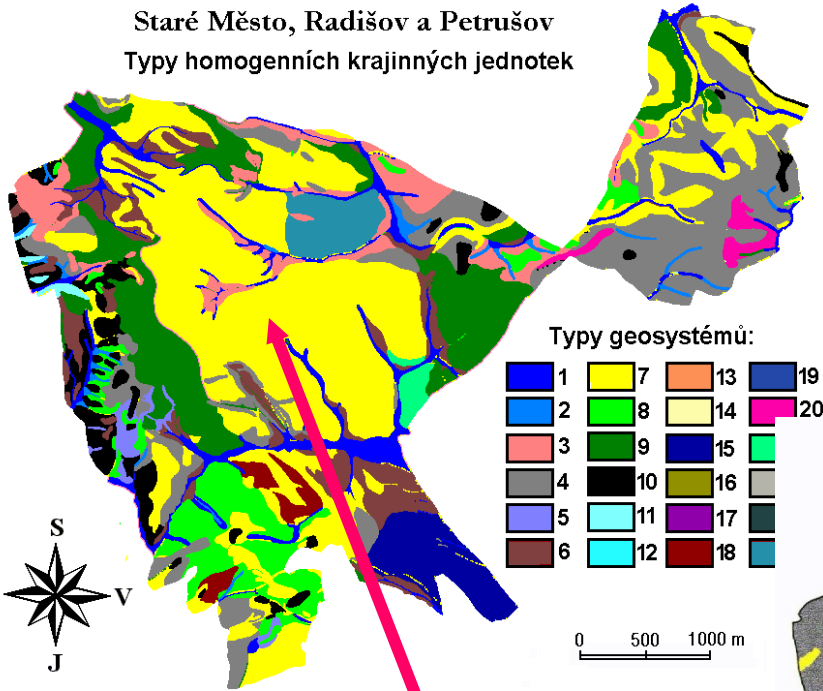 Staré Město, Radišov a Petrušov
Typy homogenních krajinných jednotek
Typy geosystémů:
1 7 13 19
2 8 14 20
3 9 15
4 10 16
5 11 17
6 12 18
S
V
J
0 500 1000 m